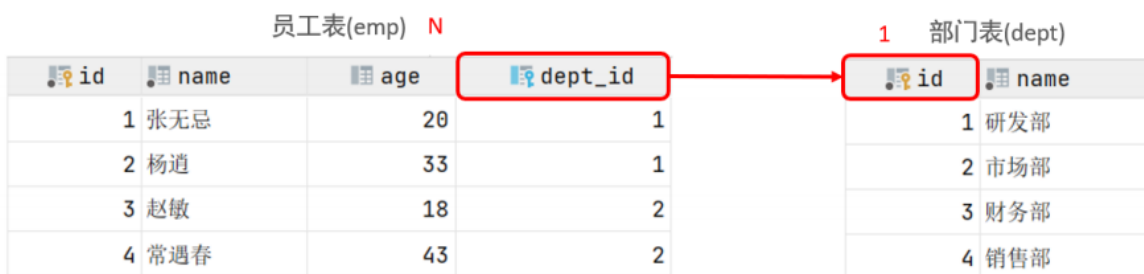 员工表(emp) N 1 部门表(dept)
id name age dept_id id name
1 张无忌 20 1 1 研发部
2 杨逍 33 1 2 市场部
3 赵敏 18 2 3 财务部
4 常遇春 43 2 4 销售部